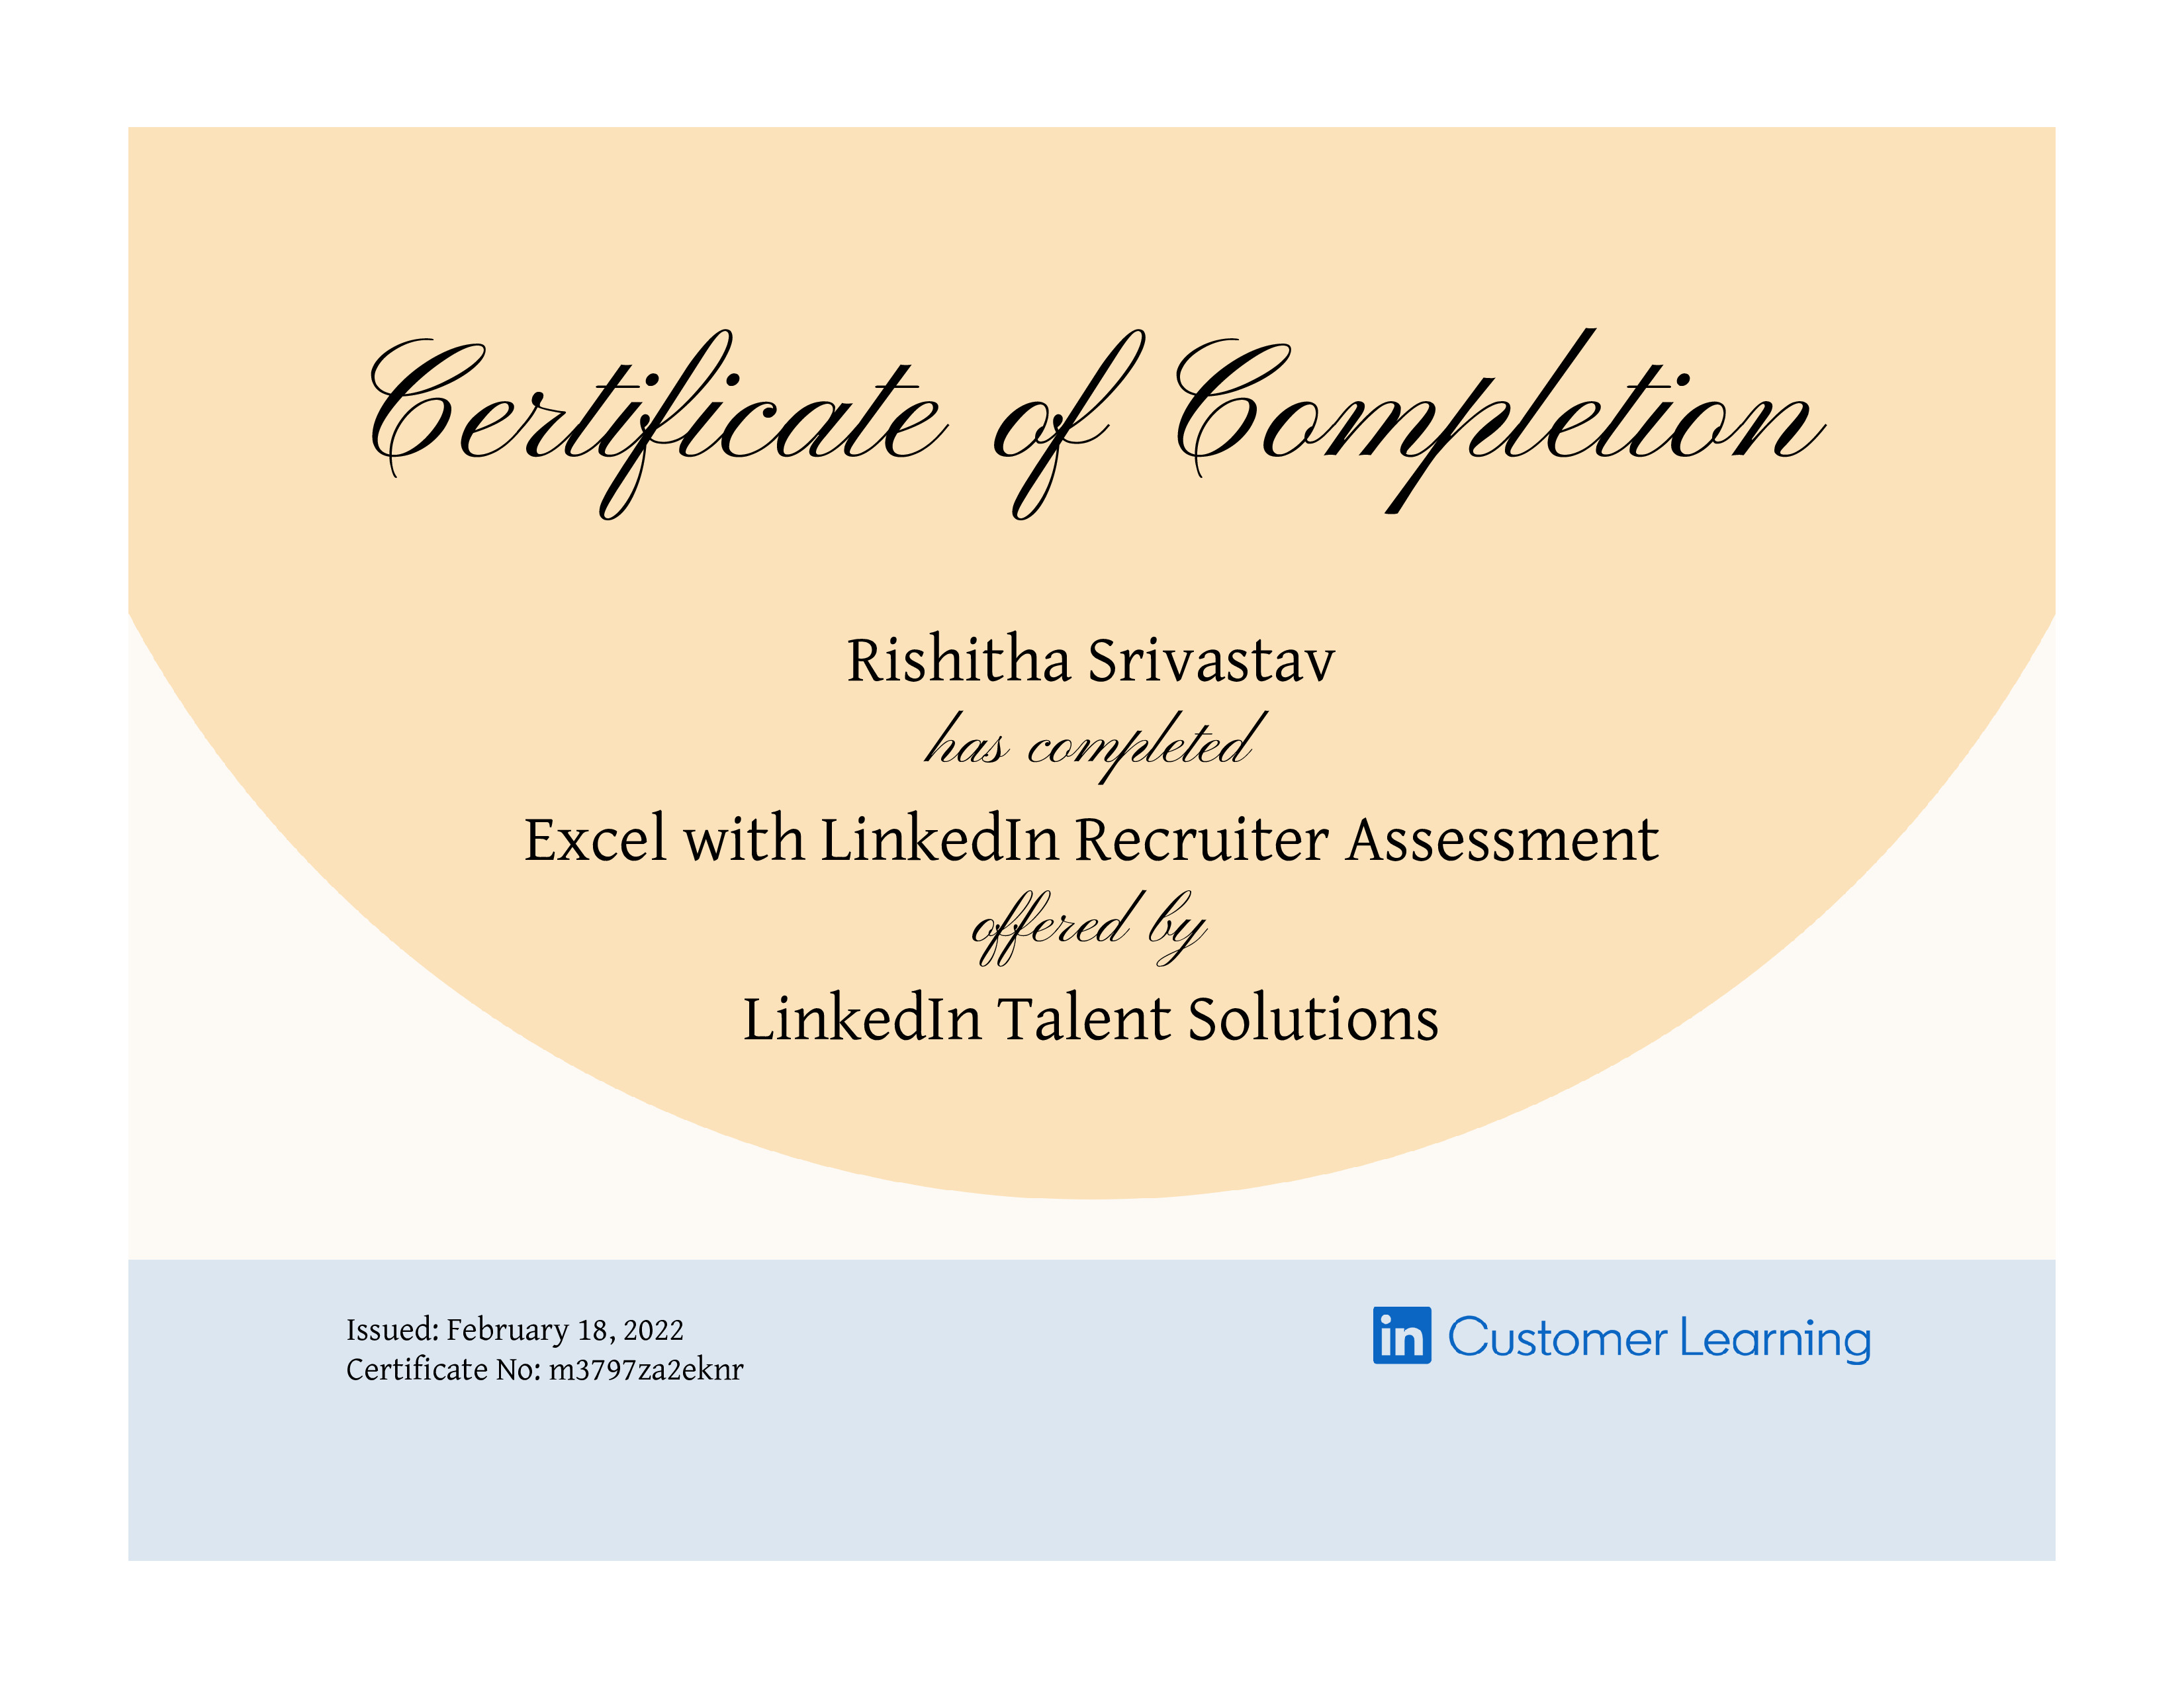 Certificate of Completion
Rishitha Srivastav
has completed
Excel with LinkedIn Recruiter Assessment
offered by
LinkedIn Talent Solutions
Issued: February 18, 2022
Certificate No: m3797za2eknr
in Customer Learning